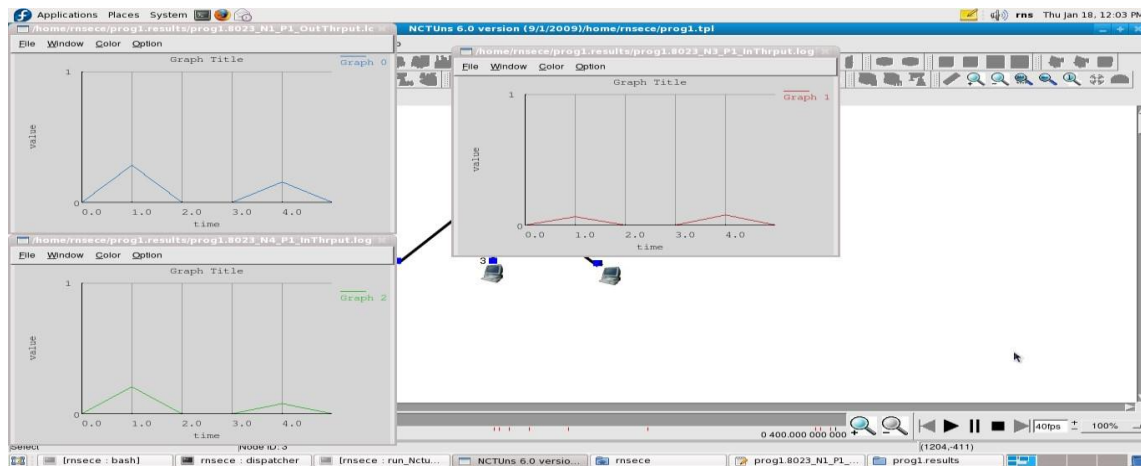 Applications Places System
rns Thu Jan 18, 12:03 PM
/home/rnsece/prog1.results/prog1.8023_N1_P1_OutThrput.lc
NCTUns 6.0 version (9/1/2009)/home/rnsece/prog1.tpl
File Window Color Option
Graph Title
Graph 0
1
value
0
0.0 1.0 2.0 3.0 4.0
time
/home/rnsece/prog1.results/prog1.8023_N3_P1_InThrput.log
File Window Color Option
Graph Title
Graph 1
1
value
0
0.0 1.0 2.0 3.0 4.0
time
/home/rnsece/prog1.results/prog1.8023_N4_P1_InThrput.log
File Window Color Option
Graph Title
Graph 2
1
value
0
0.0 1.0 2.0 3.0 4.0
time
3
0 400.000 000 000
40fps
100%
(1204,-411)
[rnsece : bash]
rnsece : dispatcher
[rnsece : run_Nctu...
NCTUns 6.0 versio...
rnsece
prog1.8023_N1_P1_...
prog1.results